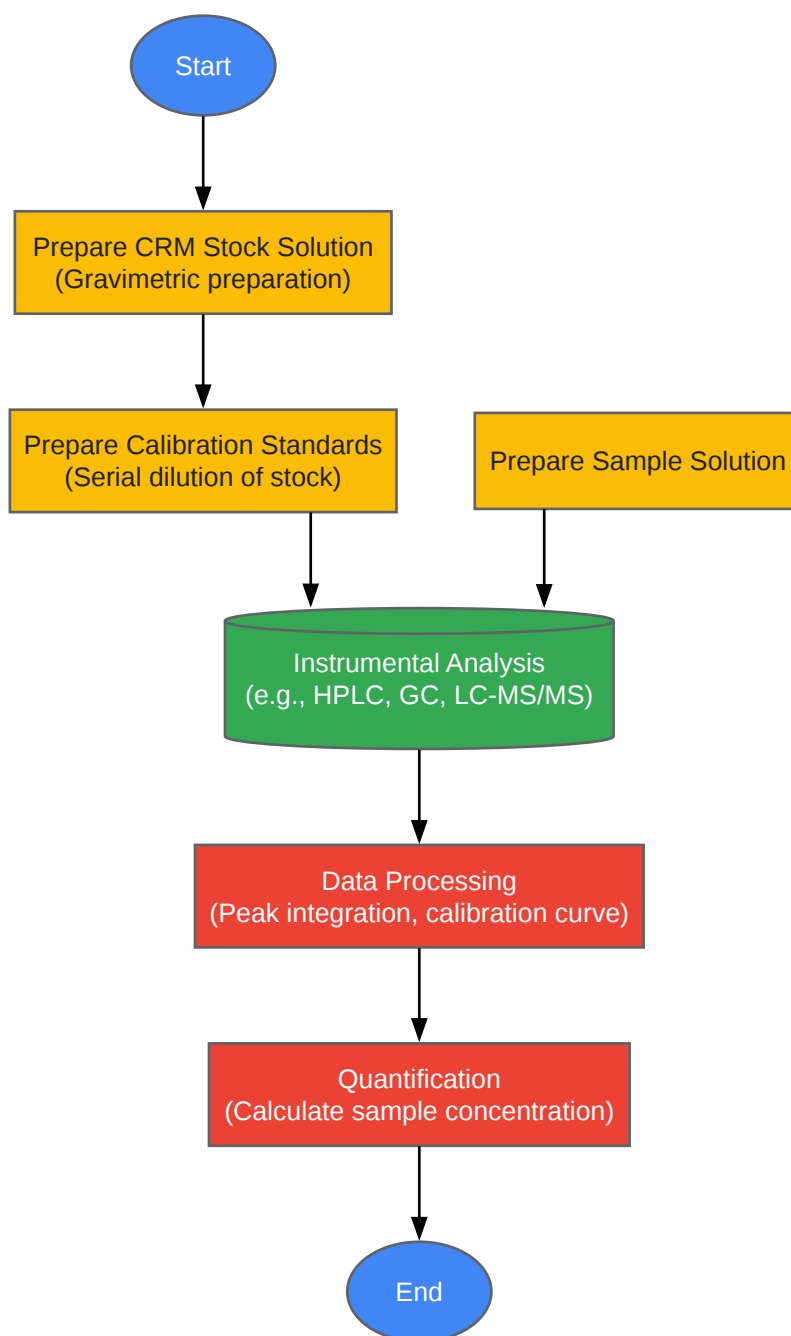 Start
Prepare CRM Stock Solution
(Gravimetric preparation)
Prepare Calibration Standards
(Serial dilution of stock)
Prepare Sample Solution
Instrumental Analysis
(e.g., HPLC, GC, LC-MS/MS)
Data Processing
(Peak integration, calibration curve)
Quantification
(Calculate sample concentration)
End